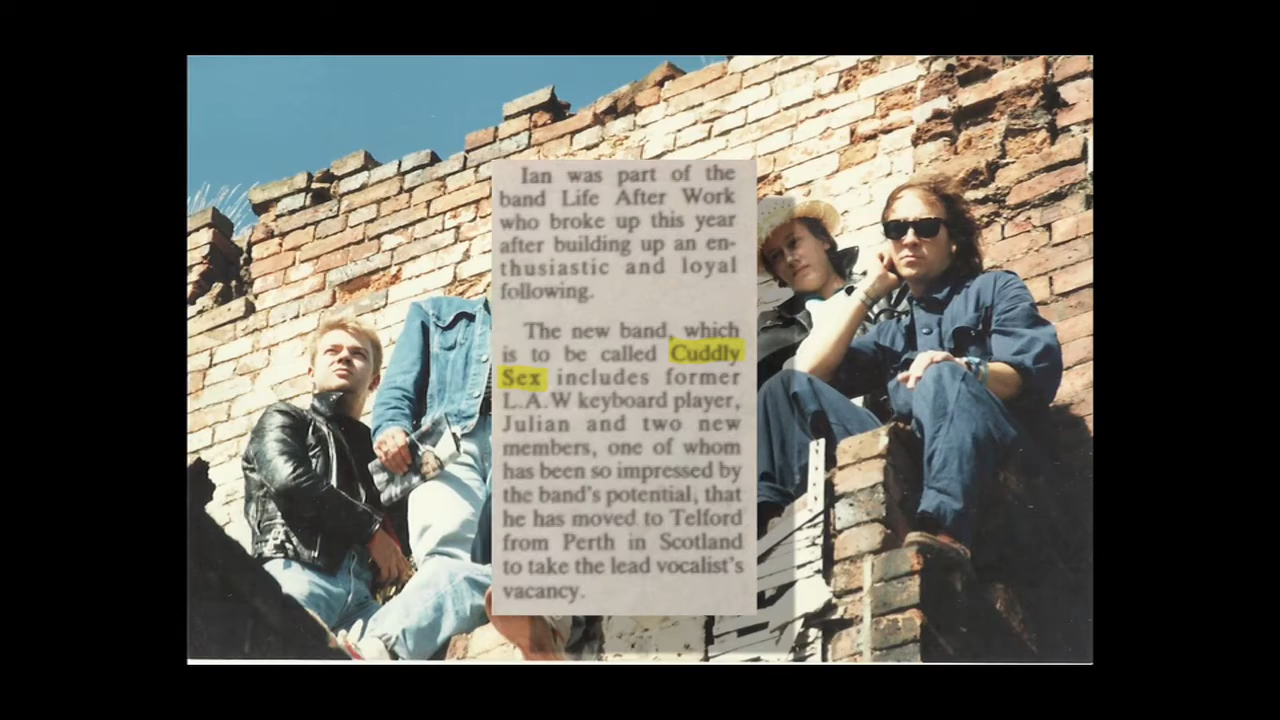 Ian was part of the
band Life After Work
who broke up this year
after building up an en-
thusiastic and loyal
following.
The new band, which
is to be called Cuddly
Sex includes former
L.A.W keyboard player,
Julian and two new
members, one of whom
has been so impressed by
the band's potential, that
he has moved to Telford
from Perth in Scotland
to take the lead vocalist's
vacancy.